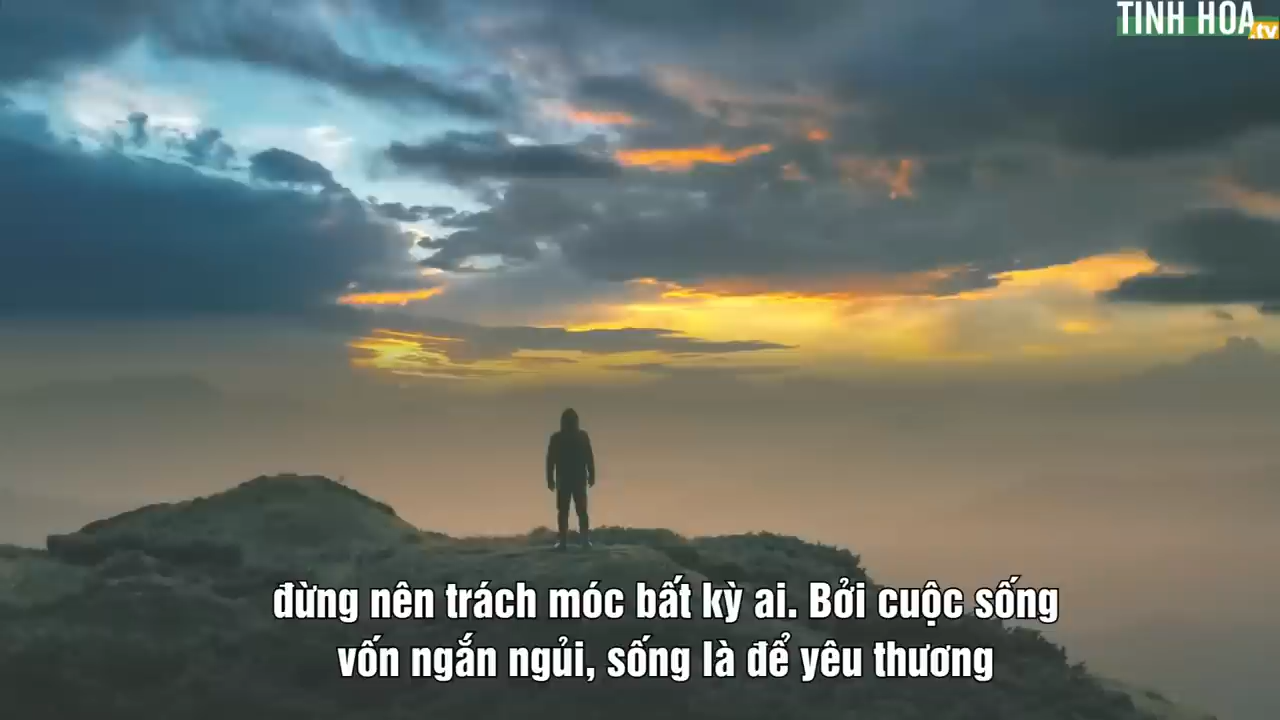 TINH HOA
.tv
đừng nên trách móc bất kỳ ai. Bởi cuộc sống
vốn ngắn ngủi, sống là để yêu thương